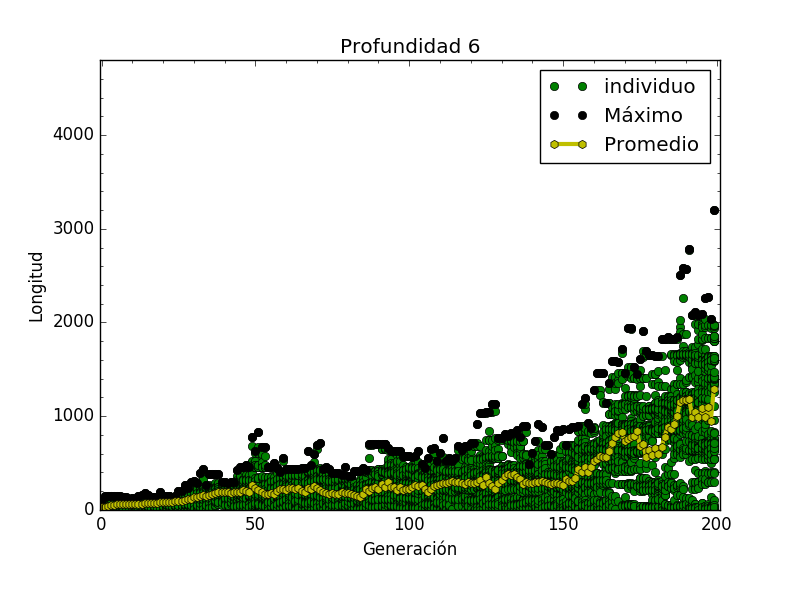 Profundidad 6
individuo
Máximo
Promedio
Longitud
4000
3000
2000
1000
0
0 50 100 150 200
Generación